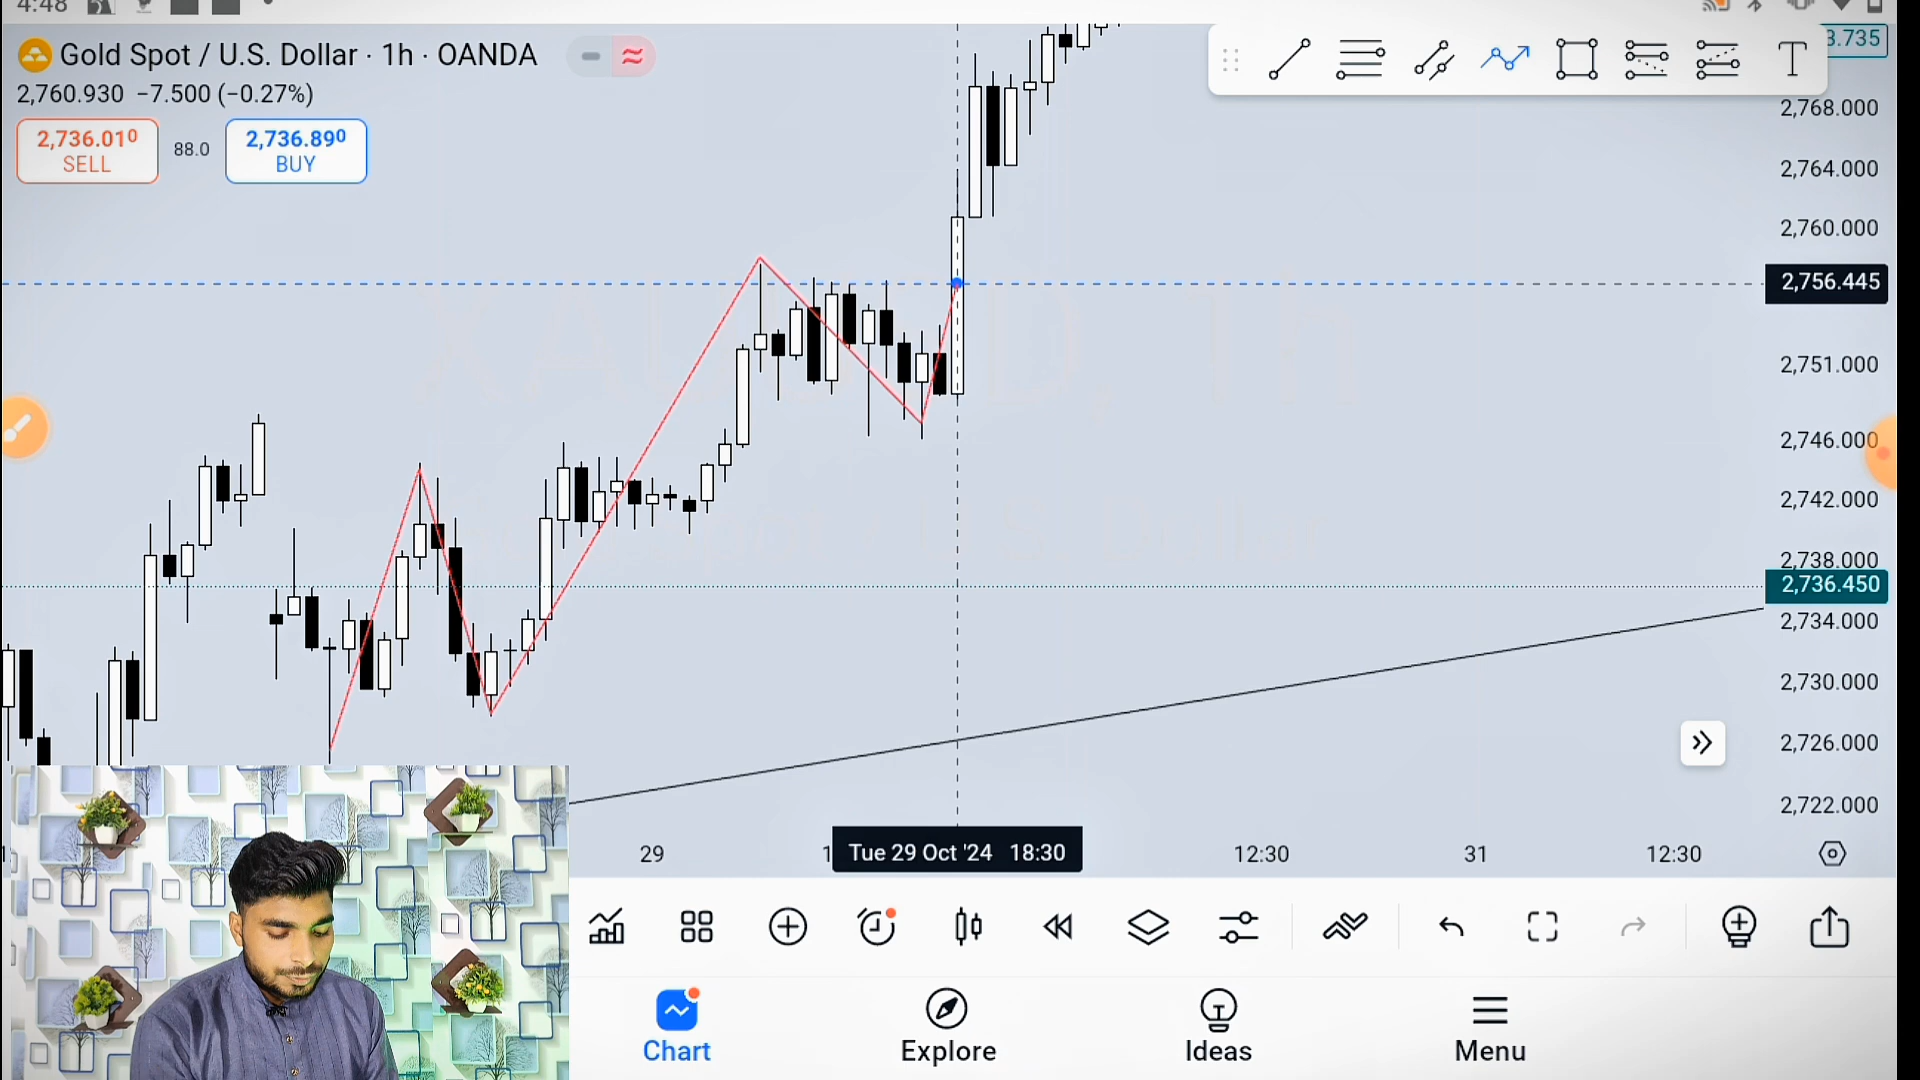 4:48
Gold Spot / U.S. Dollar · 1h · OANDA
2,760.930 −7.500 (−0.27%)
2,736.010
SELL
88.0
2,736.890
BUY
T
3.735
2,768.000
2,764.000
2,760.000
2,756.445
2,751.000
2,746.000
2,742.000
2,738.000
2,736.450
2,734.000
2,730.000
2,726.000
2,722.000
29
Tue 29 Oct '24 18:30
12:30
31
12:30
Chart
Explore
Ideas
Menu